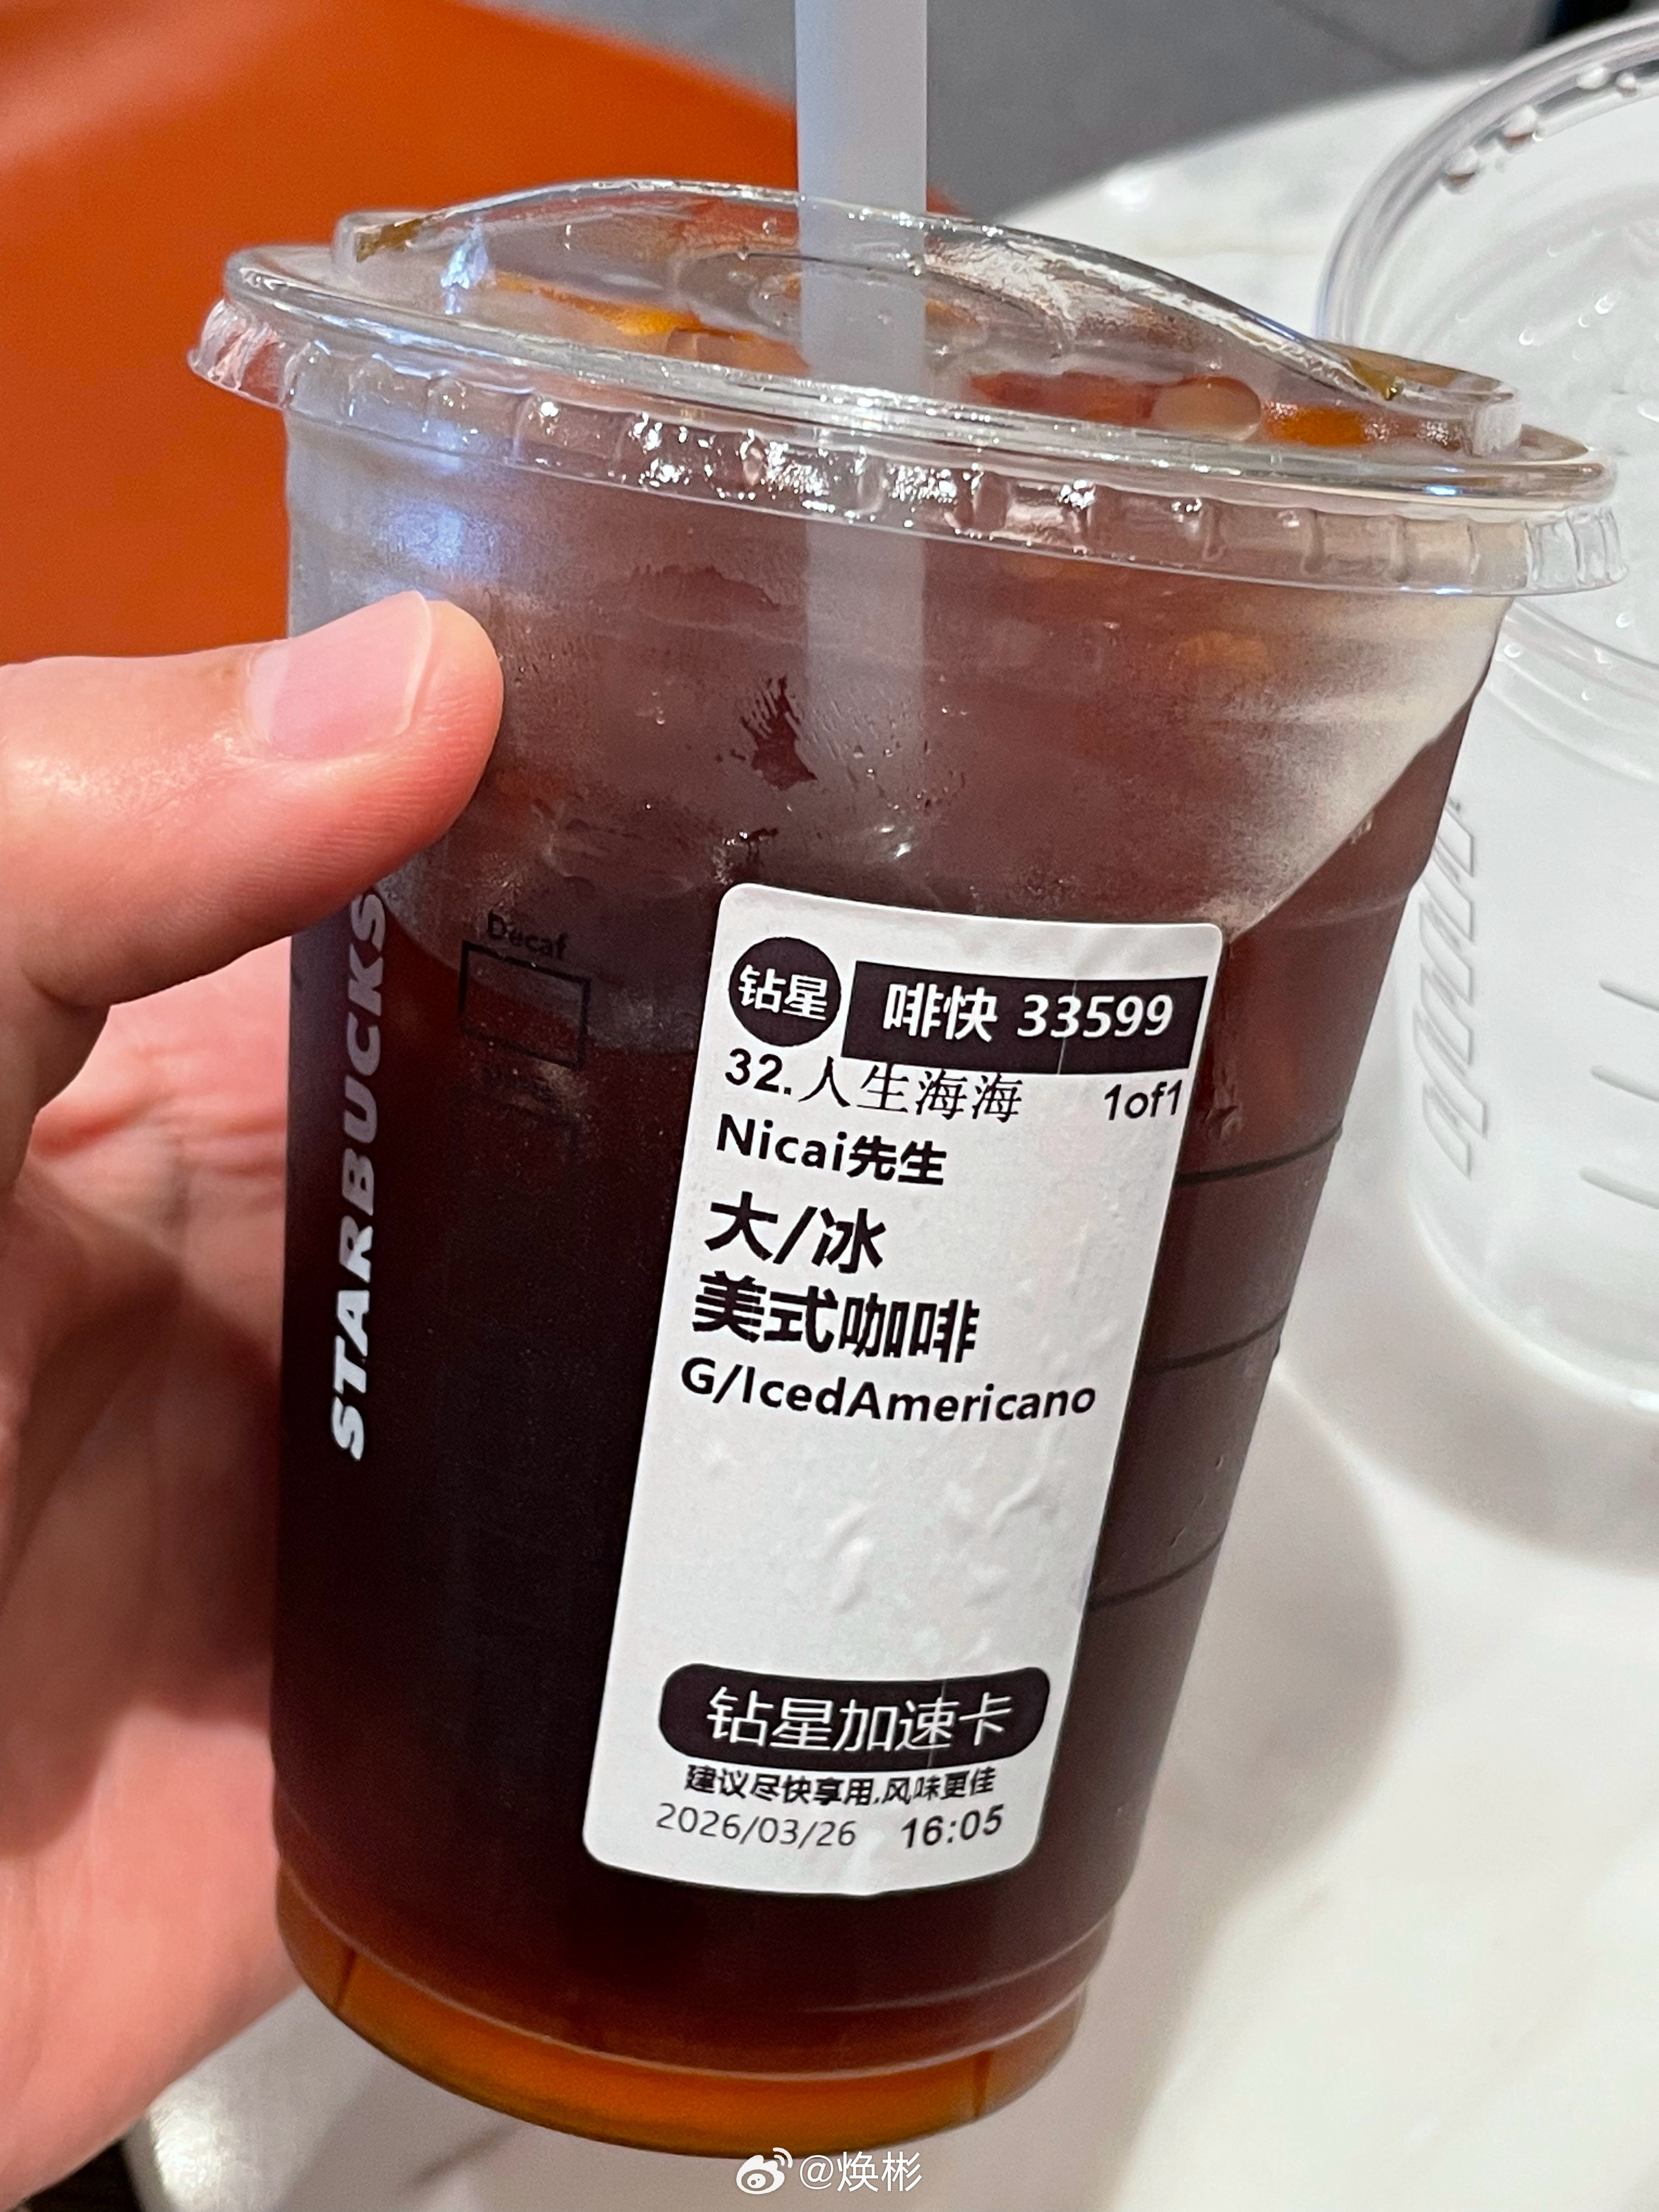 STARBUCKS
Decaf
钻星 啡快 33599
32.人生海海 1of1
Nicai先生
大/冰
美式咖啡
G/IcedAmericano
钻星加速卡
建议尽快享用,风味更佳
2026/03/26 16:05
@焕彬